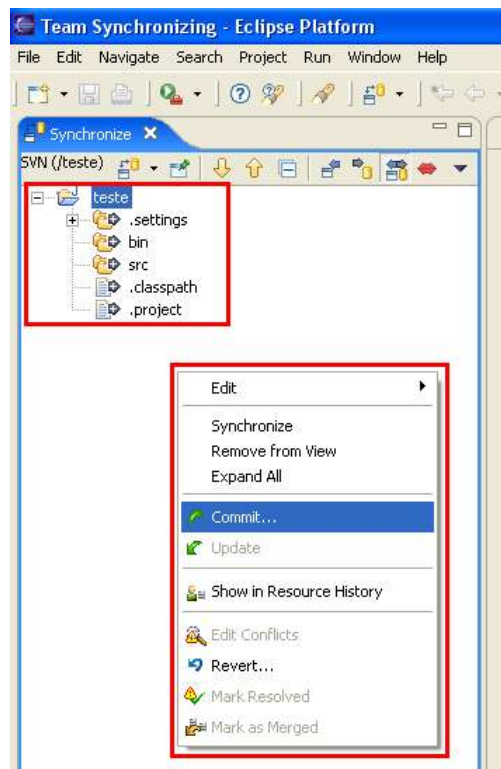 Team Synchronizing - Eclipse Platform
File Edit Navigate Search Project Run Window Help
Synchronize
SVN (/teste)
teste
.settings
bin
src
.classpath
.project
Edit
Synchronize
Remove from View
Expand All
Commit...
Update
Show in Resource History
Edit Conflicts
Revert...
Mark Resolved
Mark as Merged